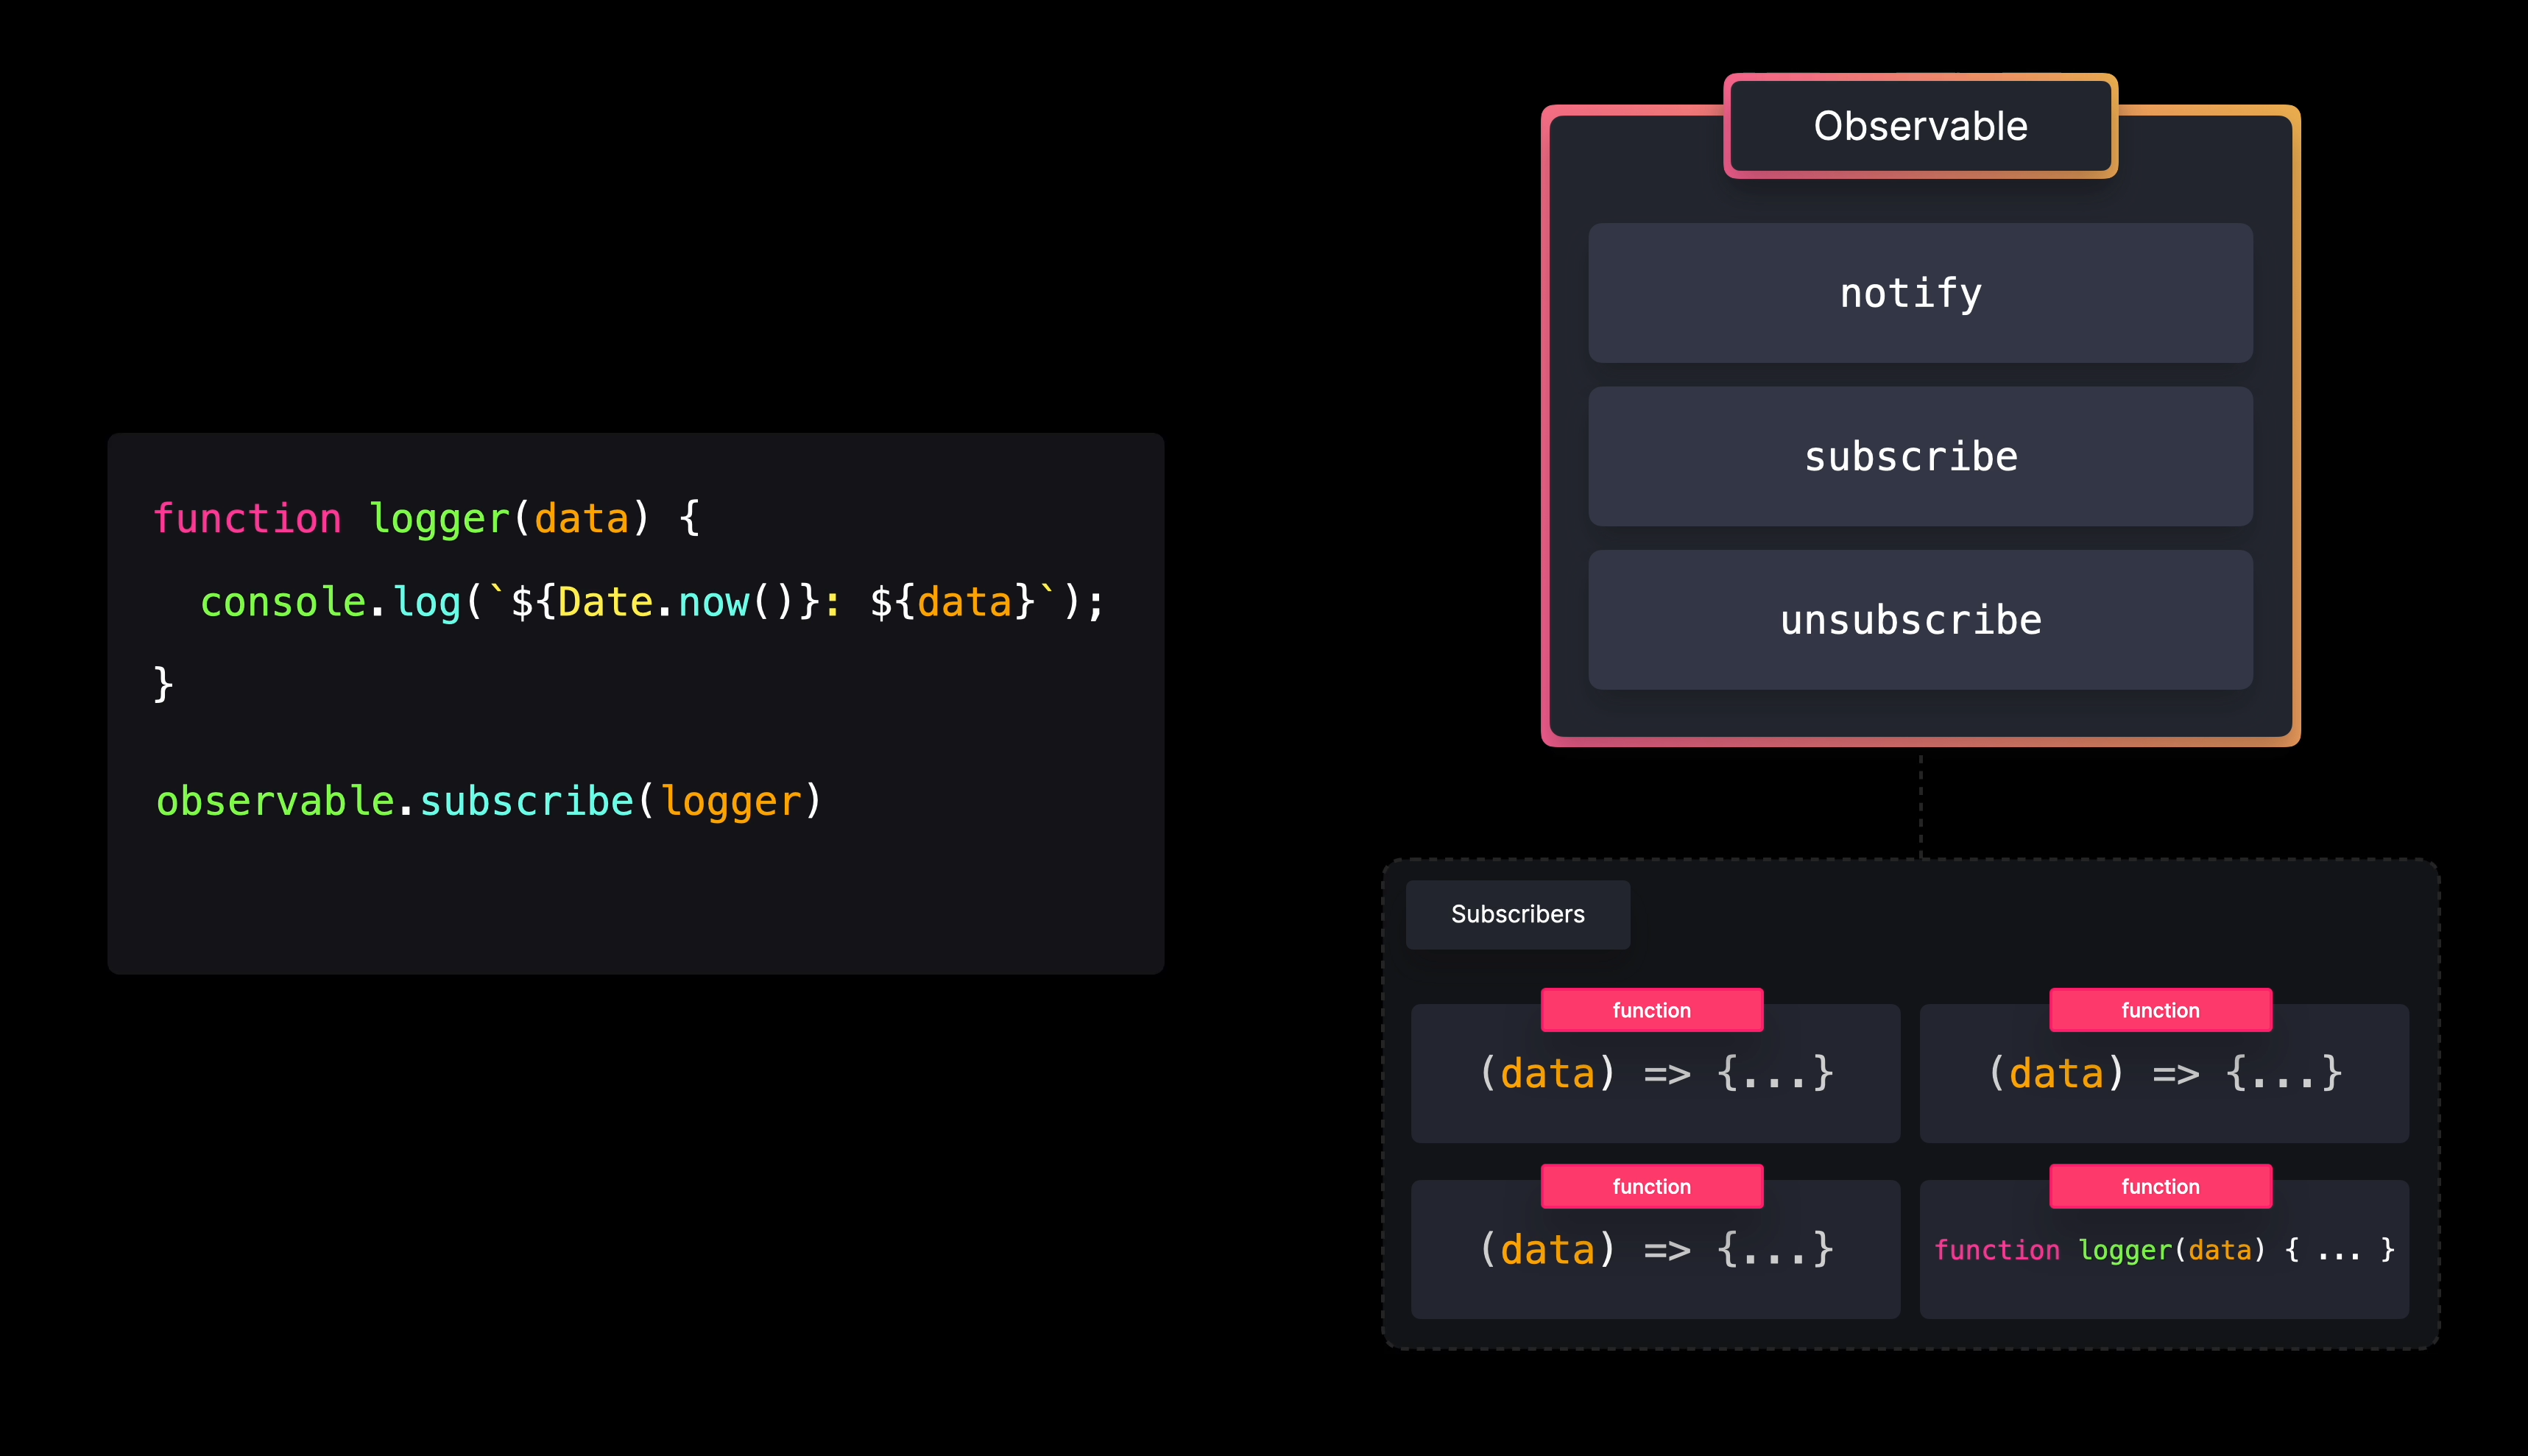 function logger(data) {
  console.log(`${Date.now()}: ${data}`);
}
observable.subscribe(logger)
Observable
notify
subscribe
unsubscribe
Subscribers
function
(data) => {...}
function
(data) => {...}
function
(data) => {...}
function
function logger(data) { ... }